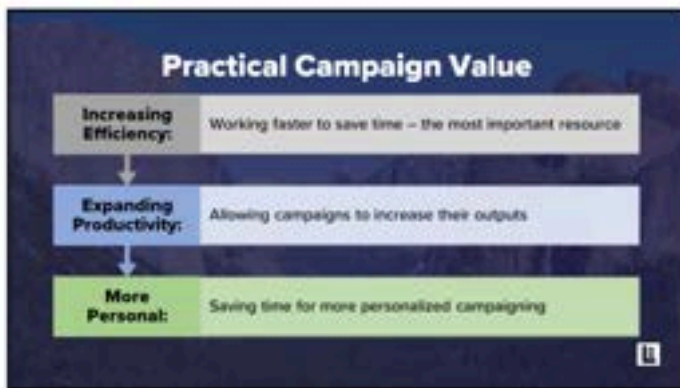 Practical Campaign Value
Increasing
Efficiency:
Working faster to save time – the most important resource
Expanding
Productivity:
Allowing campaigns to increase their outputs
More
Personal:
Saving time for more personalized campaigning